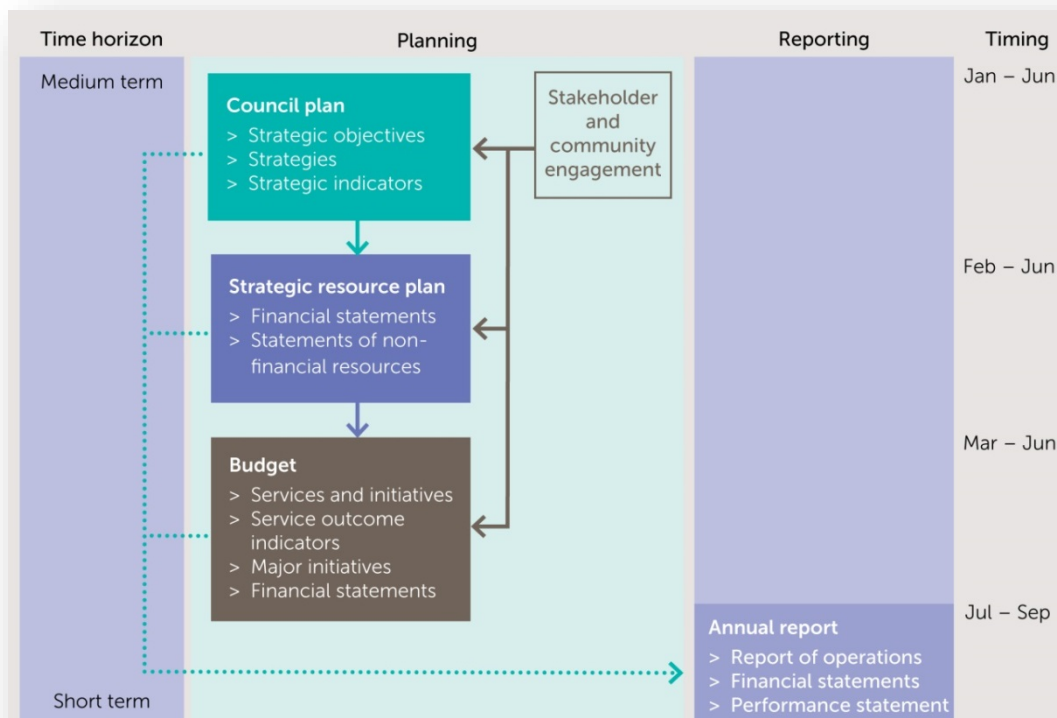 Time horizon
Planning
Reporting
Timing
Medium term
Jan – Jun
Council plan
> Strategic objectives
> Strategies
> Strategic indicators
Stakeholder
and
community
engagement
Feb – Jun
Strategic resource plan
> Financial statements
> Statements of non-
financial resources
Mar – Jun
Budget
> Services and initiatives
> Service outcome
indicators
> Major initiatives
> Financial statements
Jul – Sep
Annual report
> Report of operations
> Financial statements
> Performance statement
Short term